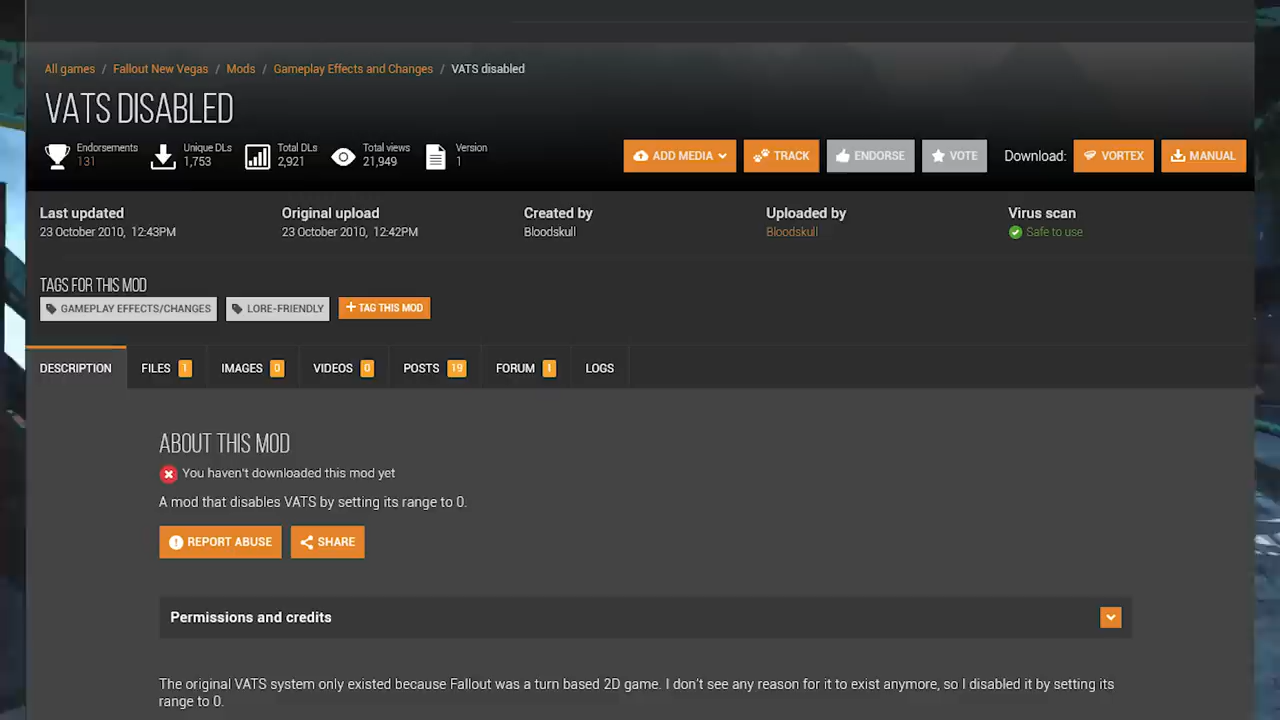 All games / Fallout New Vegas / Mods / Gameplay Effects and Changes / VATS disabled
VATS DISABLED
Endorsements 131 Unique DLs 1,753 Total DLs 2,921 Total views 21,949 Version 1
ADD MEDIA TRACK ENDORSE VOTE Download: VORTEX MANUAL
Last updated Original upload Created by Uploaded by Virus scan
23 October 2010, 12:43PM 23 October 2010, 12:42PM Bloodskull Bloodskull Safe to use
TAGS FOR THIS MOD
GAMEPLAY EFFECTS/CHANGES LORE-FRIENDLY + TAG THIS MOD
DESCRIPTION FILES 1 IMAGES 0 VIDEOS 0 POSTS 19 FORUM 1 LOGS
ABOUT THIS MOD
You haven't downloaded this mod yet
A mod that disables VATS by setting its range to 0.
REPORT ABUSE SHARE
Permissions and credits
The original VATS system only existed because Fallout was a turn based 2D game. I don't see any reason for it to exist anymore, so I disabled it by setting its
range to 0.